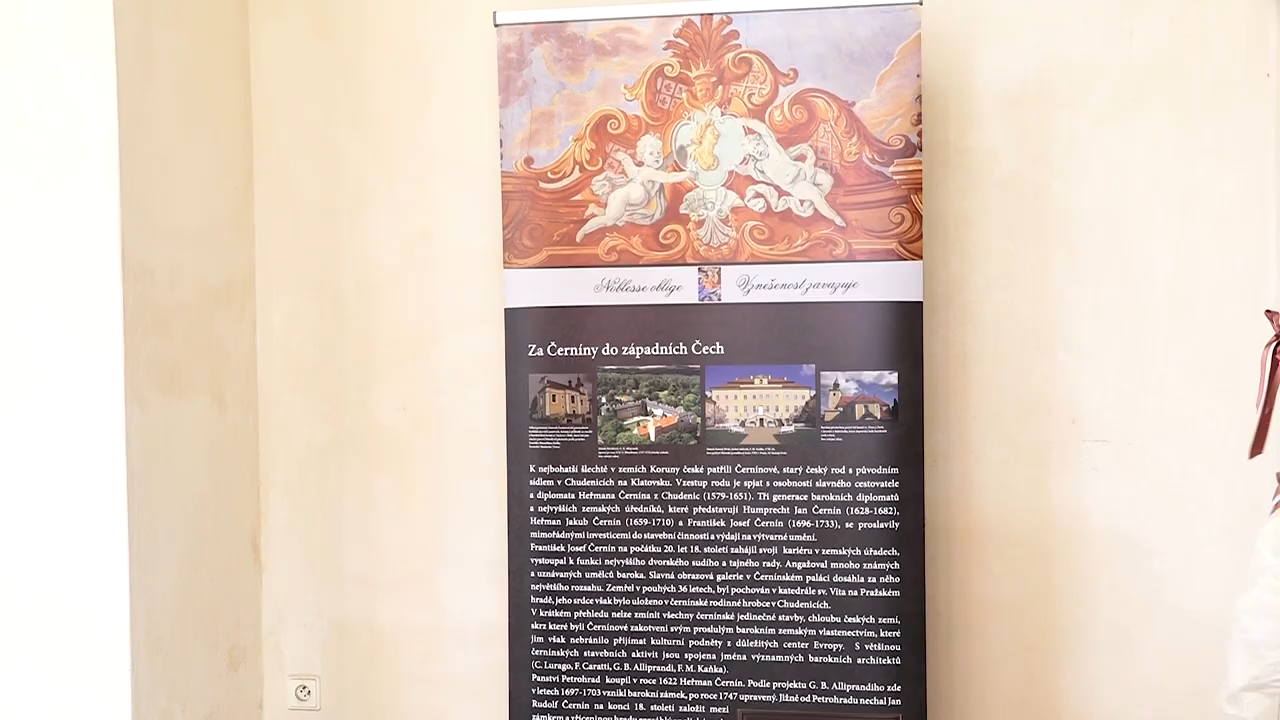 Noblesse oblige Vznešenost zavazuje
Za Černíny do západních Čech
K nejbohatší šlechtě v zemích Koruny české patřili Černínové, starý český rod s původním
sídlem v Chudenicích na Klatovsku. Vzestup rodu je spjat s osobností slavného cestovatele
a diplomata Heřmana Černína z Chudenic (1579-1651). Tři generace barokních diplomatů
a nejvyšších zemských úředníků, které představují Humprecht Jan Černín (1628-1682),
Heřman Jakub Černín (1659-1710) a František Josef Černín (1696-1733), se proslavily
mimořádnými investicemi do stavební činnosti a výdaji na výtvarné umění.
František Josef Černín na počátku 20. let 18. století zahájil svoji kariéru v zemských úřadech,
vystoupal k funkci nejvyššího dvorského sudího a tajného rady. Angažoval mnoho známých
a uznávaných umělců baroka. Slavná obrazová galerie v Černínském paláci dosáhla za něho
největšího rozsahu. Zemřel v pouhých 36 letech, byl pochován v katedrále sv. Víta na Pražském
hradě, jeho srdce však bylo uloženo v černínské rodinné hrobce v Chudenicích.
V krátkém přehledu nelze zmínit všechny černínské jedinečné stavby, chloubu českých zemí,
skrz které byli Černínové zakotveni svým proslulým barokním zemským vlastenectvím, které
jim však nebránilo přijímat kulturní podněty z důležitých center Evropy. S většinou
černínských stavebních aktivit jsou spojena jména významných barokních architektů
(C. Lurago, F. Caratti, G. B. Alliprandi, F. M. Kaňka).
Panství Petrohrad koupil v roce 1622 Heřman Černín. Podle projektu G. B. Alliprandiho zde
v letech 1697-1703 vznikl barokní zámek, po roce 1747 upravený. Jižně od Petrohradu nechal Jan
Rudolf Černín na konci 18. století založit mezi
zámkem a zříceninou hradu